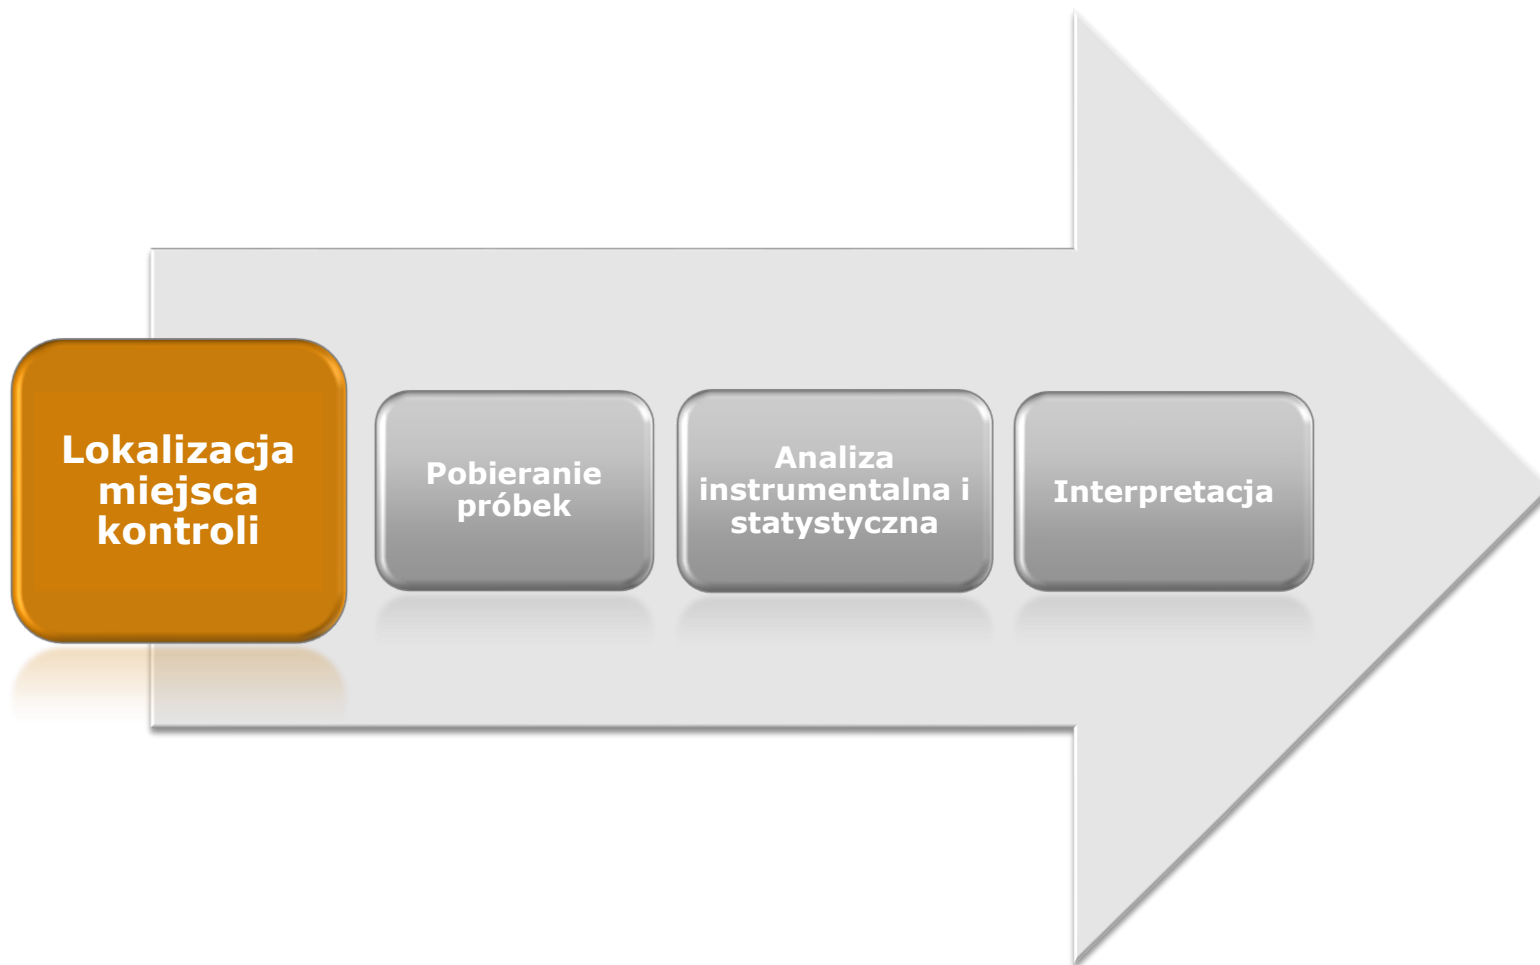 Lokalizacja
miejsca
kontroli
Pobieranie
próbek
Analiza
instrumentalna i
statystyczna
Interpretacja